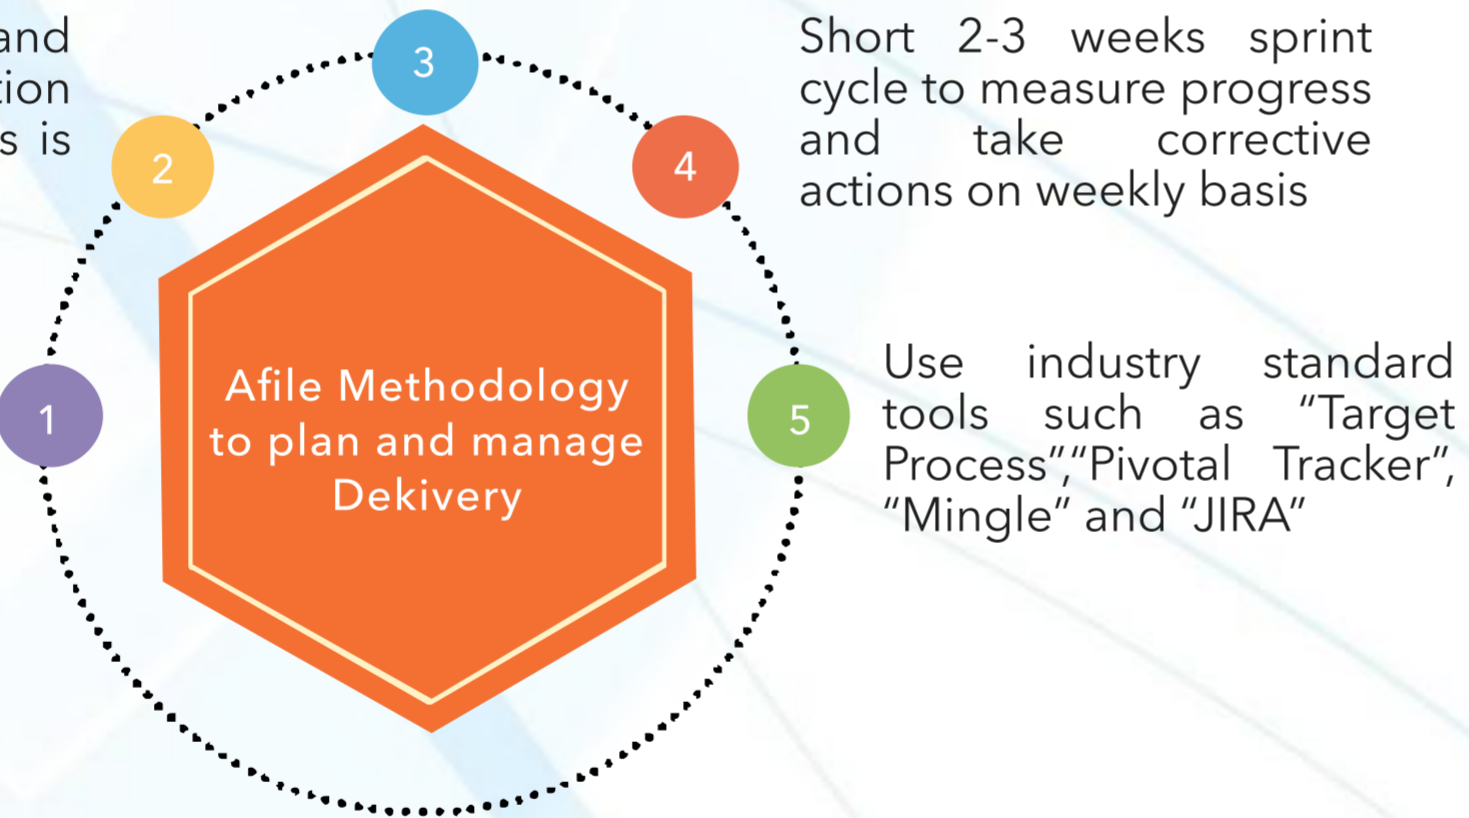 and
tion
s is
3
2
4
Short 2-3 weeks sprint
cycle to measure progress
and take corrective
actions on weekly basis
1
Afile Methodology
to plan and manage
Dekivery
5
Use industry standard
tools such as “Target
Process”,“Pivotal Tracker”,
“Mingle” and “JIRA”